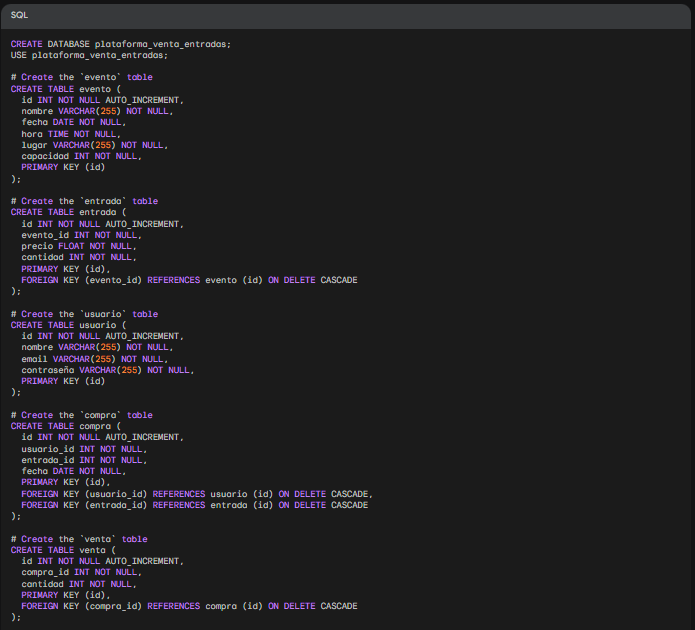 SQL
CREATE DATABASE plataforma_venta_entradas;
USE plataforma_venta_entradas;
# Create the `evento` table
CREATE TABLE evento (
id INT NOT NULL AUTO_INCREMENT,
nombre VARCHAR(255) NOT NULL,
fecha DATE NOT NULL,
hora TIME NOT NULL,
lugar VARCHAR(255) NOT NULL,
capacidad INT NOT NULL,
PRIMARY KEY (id)
);
# Create the `entrada` table
CREATE TABLE entrada (
id INT NOT NULL AUTO_INCREMENT,
evento_id INT NOT NULL,
precio FLOAT NOT NULL,
cantidad INT NOT NULL,
PRIMARY KEY (id),
FOREIGN KEY (evento_id) REFERENCES evento (id) ON DELETE CASCADE
);
# Create the `usuario` table
CREATE TABLE usuario (
id INT NOT NULL AUTO_INCREMENT,
nombre VARCHAR(255) NOT NULL,
email VARCHAR(255) NOT NULL,
contraseña VARCHAR(255) NOT NULL,
PRIMARY KEY (id)
);
# Create the `compra` table
CREATE TABLE compra (
id INT NOT NULL AUTO_INCREMENT,
usuario_id INT NOT NULL,
entrada_id INT NOT NULL,
fecha DATE NOT NULL,
PRIMARY KEY (id),
FOREIGN KEY (usuario_id) REFERENCES usuario (id) ON DELETE CASCADE,
FOREIGN KEY (entrada_id) REFERENCES entrada (id) ON DELETE CASCADE
);
# Create the `venta` table
CREATE TABLE venta (
id INT NOT NULL AUTO_INCREMENT,
compra_id INT NOT NULL,
cantidad INT NOT NULL,
PRIMARY KEY (id),
FOREIGN KEY (compra_id) REFERENCES compra (id) ON DELETE CASCADE
);